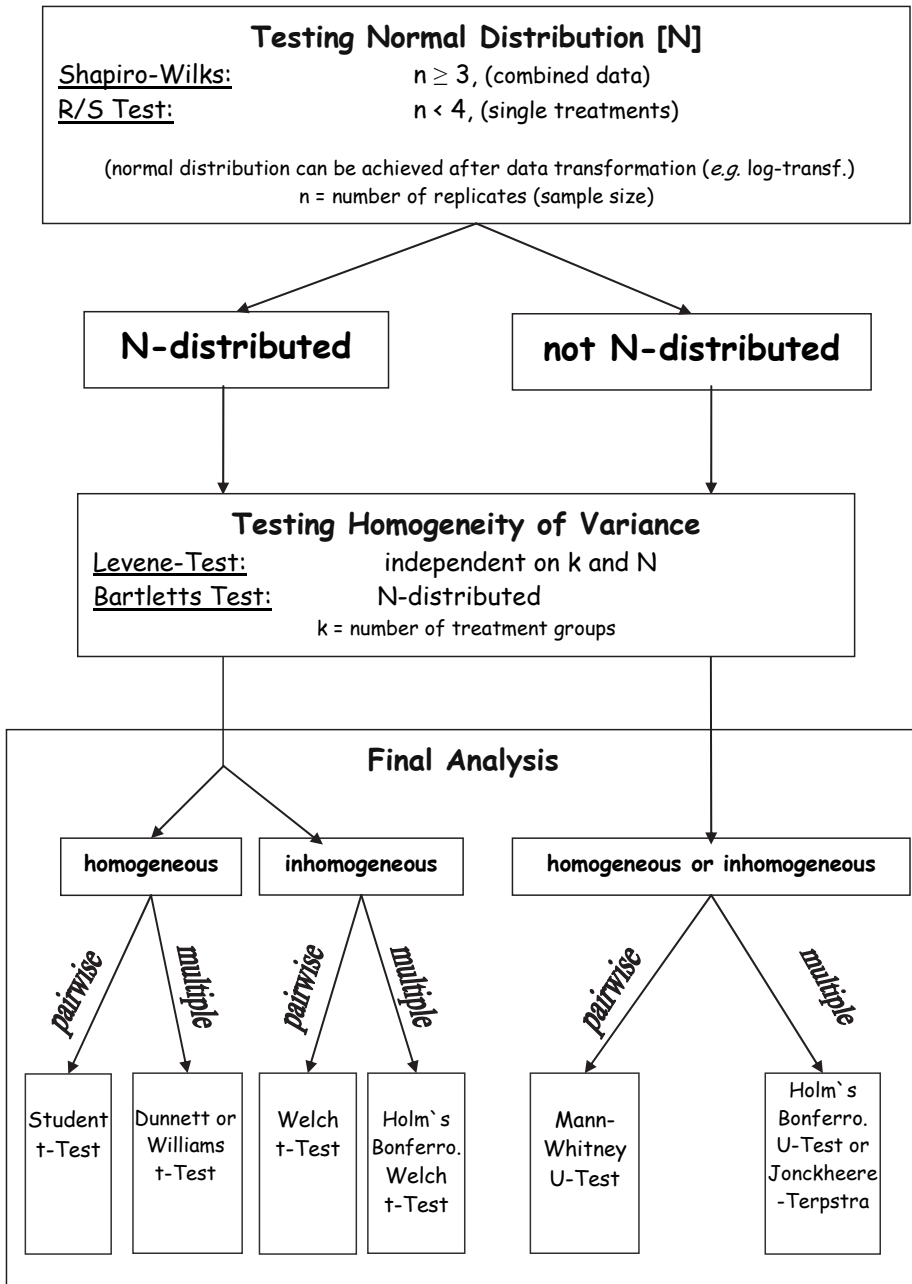 Testing Normal Distribution [N]
Shapiro-Wilks: n ≥ 3, (combined data)
R/S Test: n < 4, (single treatments)
(normal distribution can be achieved after data transformation (e.g. log-transf.)
n = number of replicates (sample size)
N-distributed
not N-distributed
Testing Homogeneity of Variance
Levene-Test: independent on k and N
Bartletts Test: N-distributed
k = number of treatment groups
Final Analysis
homogeneous
inhomogeneous
homogeneous or inhomogeneous
pairwise
multiple
pairwise
multiple
pairwise
multiple
Student
t-Test
Dunnett or
Williams
t-Test
Welch
t-Test
Holm`s
Bonferro.
Welch
t-Test
Mann-
Whitney
U-Test
Holm`s
Bonferro.
U-Test or
Jonckheere
-Terpstra